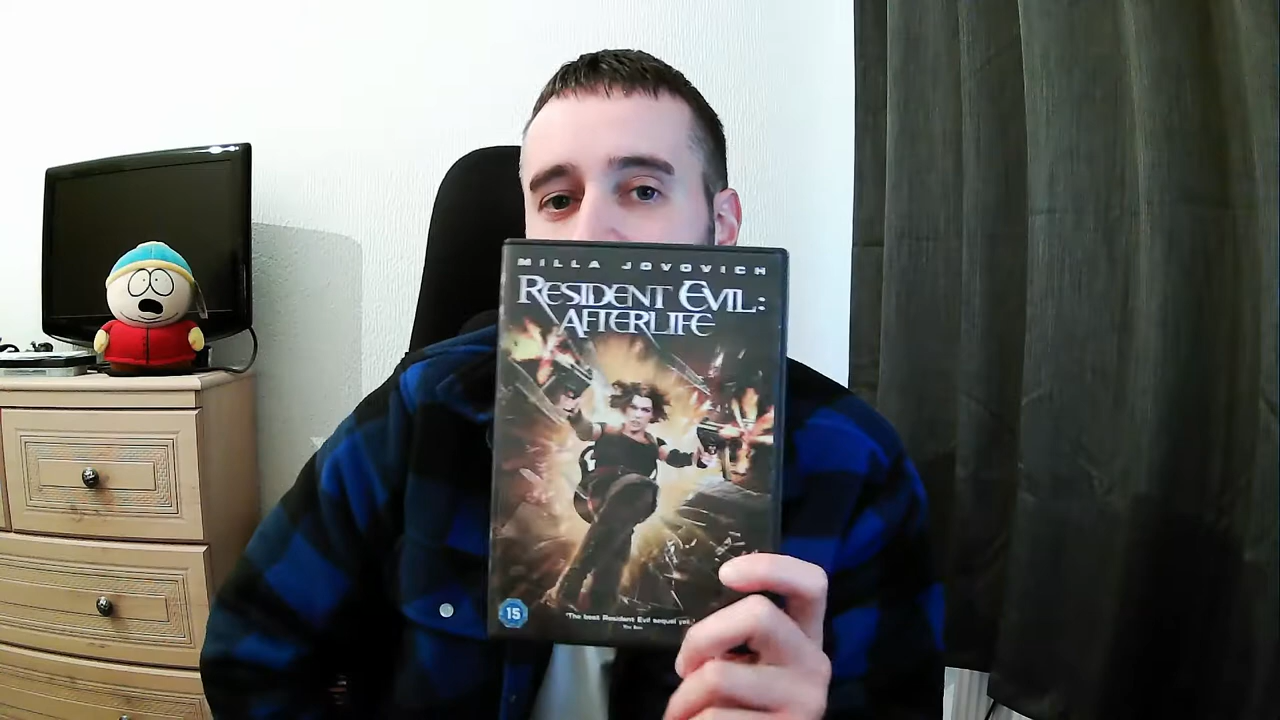 MILLA JOVOVICH
RESIDENT EVIL:
AFTERLIFE
15
'The best Resident Evil sequel yet.'